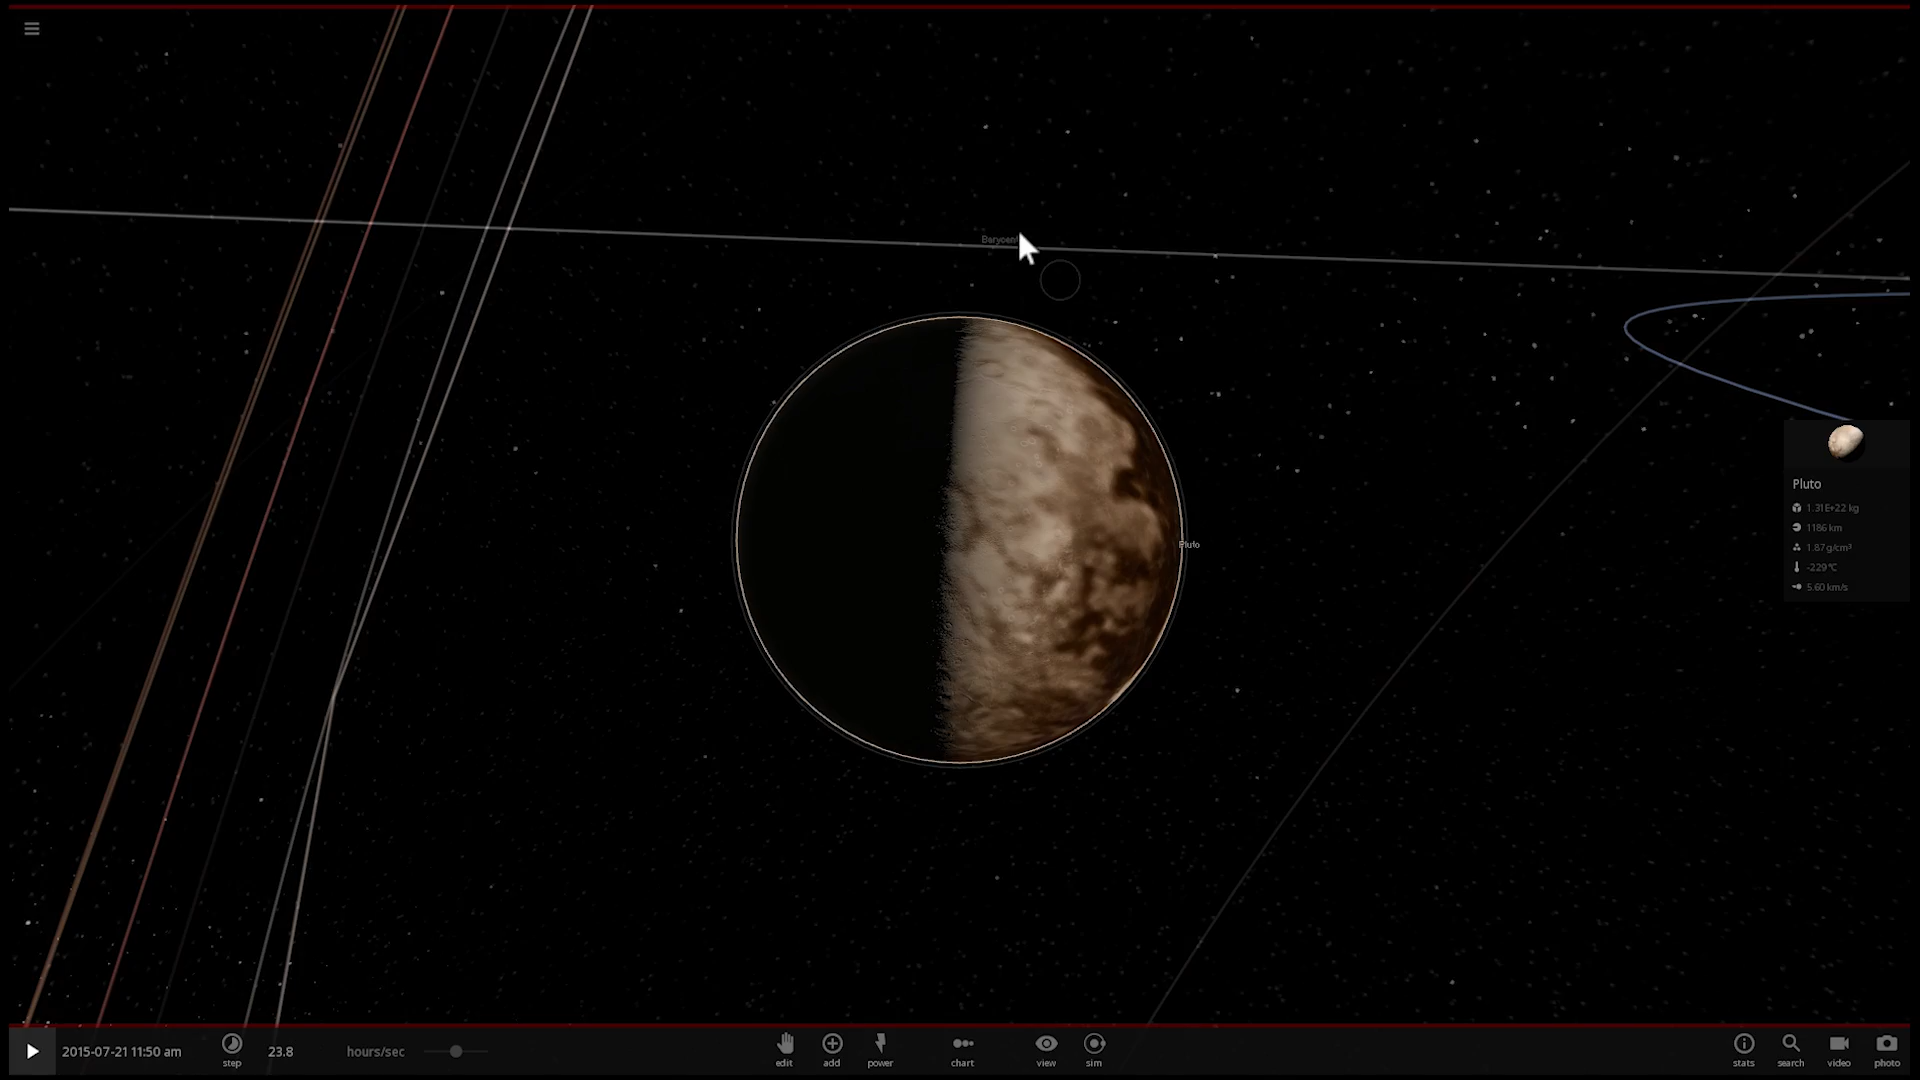 Pluto
Pluto
1.31E+22 kg
1186 km
1.87 g/cm³
-229 °C
5.60 km/s
2015-07-21 11:50 am
step
23.8
hours/sec
edit
add
power
chart
view
sim
stats
search
video
photo